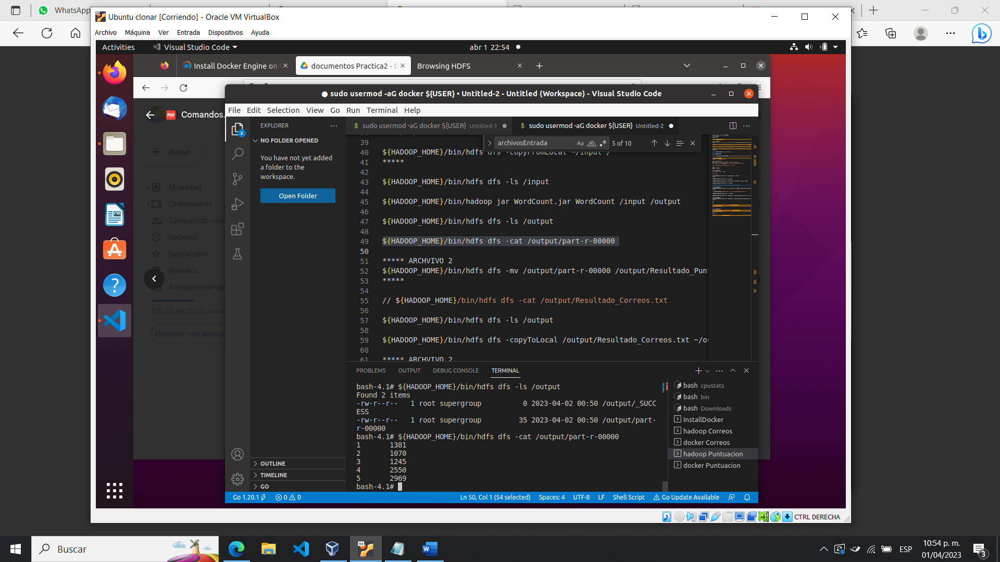 WhatsApp
Ubuntu clonar [Corriendo] - Oracle VM VirtualBox
Archivo Máquina Ver Entrada Dispositivos Ayuda
Activities Visual Studio Code abr 1 22:54
Install Docker Engine on documentos Practica2 - G Browsing HDFS
sudo usermod -aG docker ${USER} • Untitled-2 - Untitled (Workspace) - Visual Studio Code
PDF Comandos.
File Edit Selection View Go Run Terminal Help
EXPLORER
sudo usermod -aG docker ${USER} Untitled-1
sudo usermod -aG docker ${USER} Untitled-2
NO FOLDER OPENED
You have not yet added
a folder to the
workspace.
Open Folder
archivosEntrada Aa ab 5 of 10
Nuevo
Mi unidad
Ordenadores
Compartido con
Reciente
Destacados
Papelera
Almacenamiento
7,15 GB de 15 GB usado
Obtener más almace
39
40 ${HADOOP_HOME}/bin/hdfs dfs -copyFromLocal ~/input /
41 *****
42
43 ${HADOOP_HOME}/bin/hdfs dfs -ls /input
44
45 ${HADOOP_HOME}/bin/hadoop jar WordCount.jar WordCount /input /output
46
47 ${HADOOP_HOME}/bin/hdfs dfs -ls /output
48
49 ${HADOOP_HOME}/bin/hdfs dfs -cat /output/part-r-00000
50
51 ***** ARCHVIVO 2
52 ${HADOOP_HOME}/bin/hdfs dfs -mv /output/part-r-00000 /output/Resultado_Pun
53 *****
54
55 // ${HADOOP_HOME}/bin/hdfs dfs -cat /output/Resultado_Correos.txt
56
57 ${HADOOP_HOME}/bin/hdfs dfs -ls /output
58
59 ${HADOOP_HOME}/bin/hdfs dfs -copyToLocal /output/Resultado_Correos.txt ~/o
60
61 ***** ARCHVIVO 2
PROBLEMS OUTPUT DEBUG CONSOLE TERMINAL
bash-4.1# ${HADOOP_HOME}/bin/hdfs dfs -ls /output
Found 2 items
-rw-r--r-- 1 root supergroup 0 2023-04-02 00:50 /output/_SUCC
ESS
-rw-r--r-- 1 root supergroup 35 2023-04-02 00:50 /output/part-
r-00000
bash-4.1# ${HADOOP_HOME}/bin/hdfs dfs -cat /output/part-r-00000
1 1381
2 1070
3 1245
4 2550
5 2969
bash-4.1#
bash cpustats
bash bin
bash Downloads
InstallDocker
hadoop Correos
docker Correos
hadoop Puntuacion
docker Puntuacion
OUTLINE
TIMELINE
GO
Go 1.20.1 0 0 Ln 50, Col 1 (54 selected) Spaces: 4 UTF-8 LF Shell Script Go Update Available
CTRL DERECHA
Buscar
ESP
10:54 p. m.
01/04/2023
3